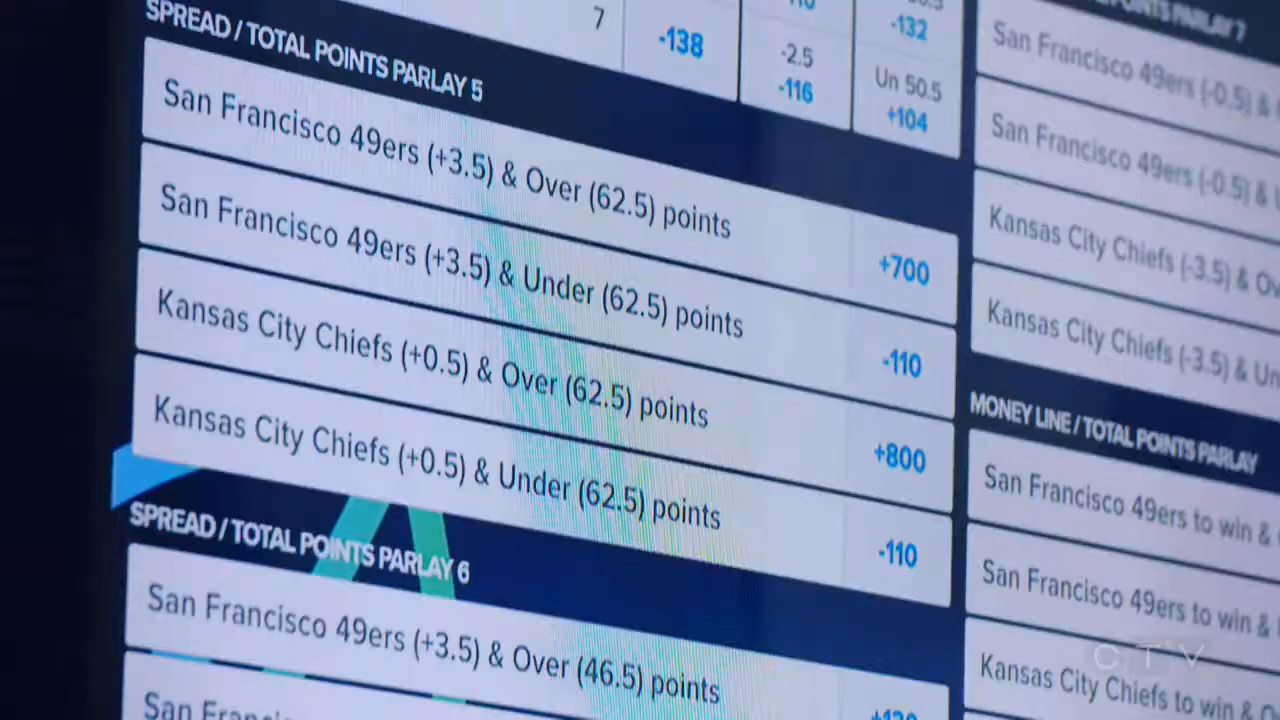 7
-138
-2.5
-116
-132
Un 50.5
+104
SPREAD / TOTAL POINTS PARLAY 5
San Francisco 49ers (+3.5) & Over (62.5) points
+700
San Francisco 49ers (+3.5) & Under (62.5) points
-110
Kansas City Chiefs (+0.5) & Over (62.5) points
+800
Kansas City Chiefs (+0.5) & Under (62.5) points
-110
SPREAD / TOTAL POINTS PARLAY 6
San Francisco 49ers (+3.5) & Over (46.5) points
San
POINTS PARLAY 7
San Francisco 49ers (-0.5) &
San Francisco 49ers (-0.5) &
Kansas City Chiefs (-3.5) &
Kansas City Chiefs (-3.5) &
MONEY LINE / TOTAL POINTS PARLAY
San Francisco 49ers to win &
San Francisco 49ers to win &
Kansas City Chiefs to win &
CTV